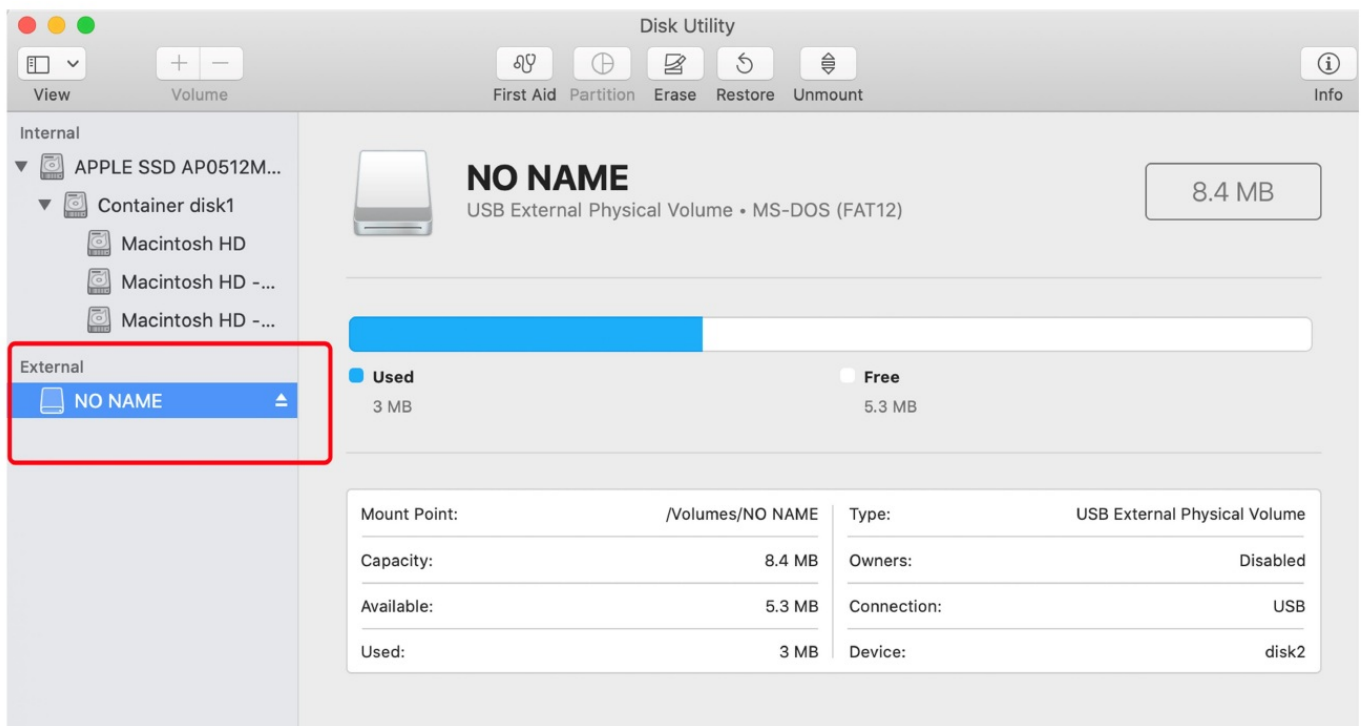 Disk Utility
View
Volume
First Aid
Partition
Erase
Restore
Unmount
Info
Internal
APPLE SSD AP0512M...
Container disk1
Macintosh HD
Macintosh HD -...
Macintosh HD -...
External
NO NAME
NO NAME
USB External Physical Volume • MS-DOS (FAT12)
8.4 MB
Used
3 MB
Free
5.3 MB
Mount Point: /Volumes/NO NAME
Capacity: 8.4 MB
Available: 5.3 MB
Used: 3 MB
Type: USB External Physical Volume
Owners: Disabled
Connection: USB
Device: disk2